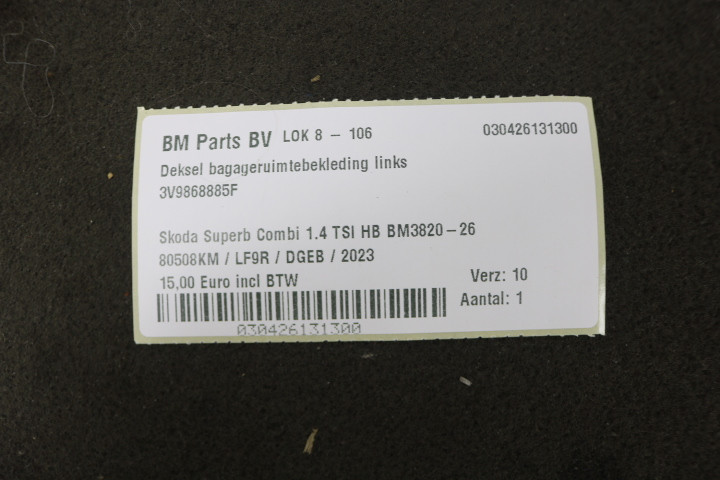 BM Parts BV LOK 8 - 106 030426131300
Deksel bagageruimtebekleding links
3V9868885F
Skoda Superb Combi 1.4 TSI HB BM3820-26
80508KM / LF9R / DGEB / 2023
15,00 Euro incl BTW Verz: 10
Aantal: 1
030426131300